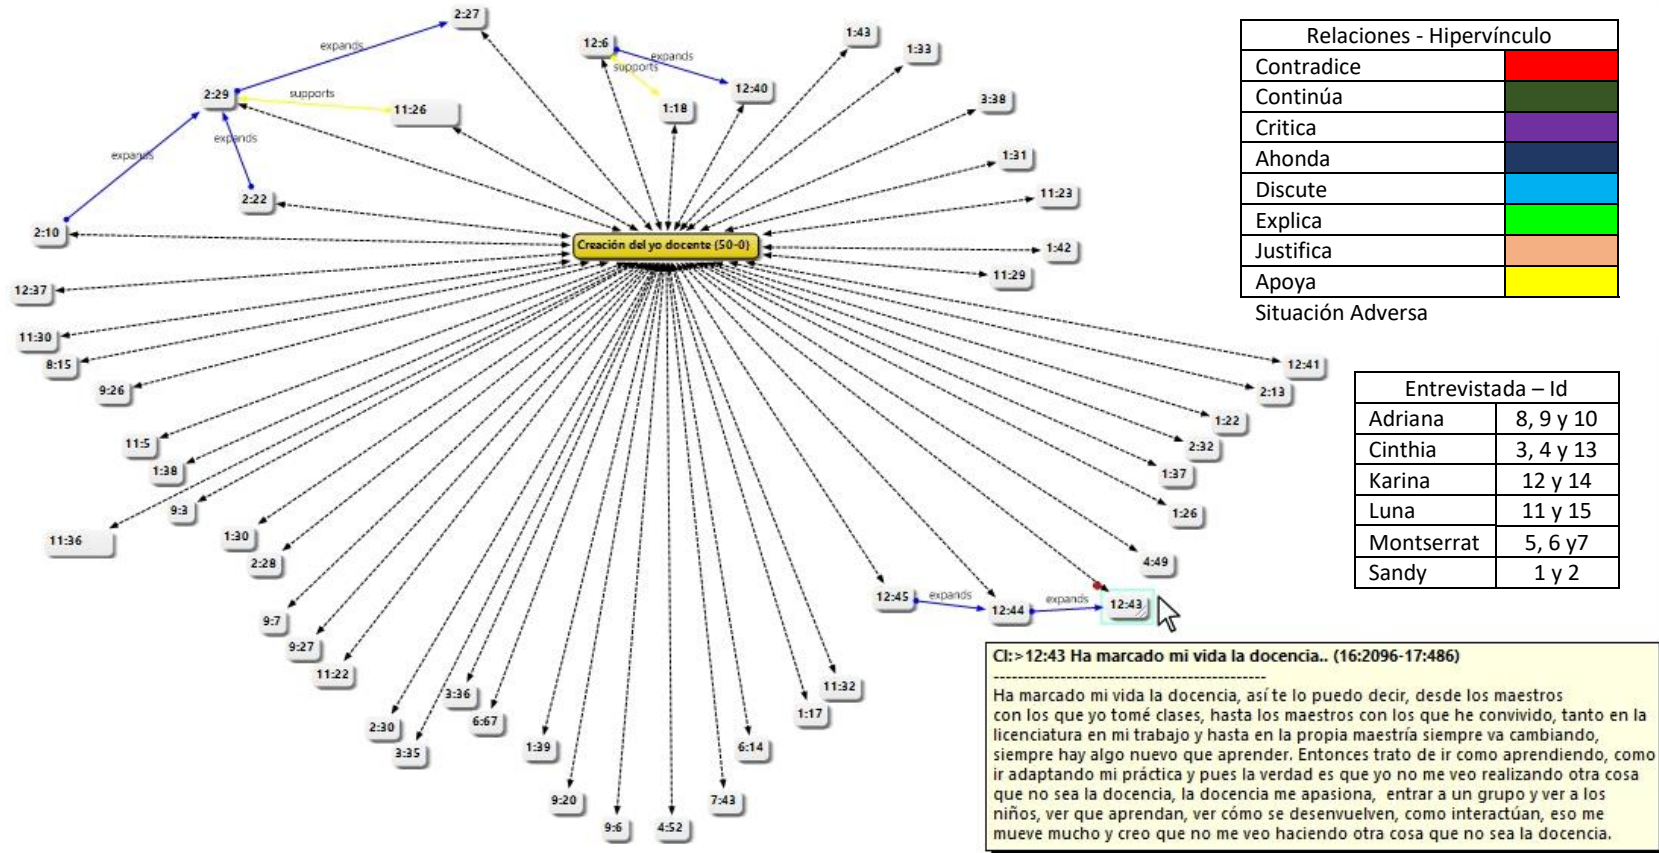 2:27
expands
12:6
expands
supports
1:43
1:33
2:29
supports
11:26
12:40
1:18
3:38
expands
expands
1:31
2:22
11:23
2:10
Creación del yo docente {50-0}
1:42
11:29
12:37
11:30
8:15
9:26
12:41
2:13
11:5
1:22
1:38
2:32
1:37
9:3
1:26
11:36
1:30
2:28
4:49
12:45
expands
12:44
expands
12:43
9:7
9:27
11:22
3:36
11:32
2:30
6:67
1:17
3:35
1:39
6:14
9:20
7:43
9:6
4:52
Relaciones - Hipervínculo
Contradice
Continúa
Critica
Ahonda
Discute
Explica
Justifica
Apoya
Situación Adversa
Entrevistada – Id
Adriana 8, 9 y 10
Cinthia 3, 4 y 13
Karina 12 y 14
Luna 11 y 15
Montserrat 5, 6 y7
Sandy 1 y 2
CI:>12:43 Ha marcado mi vida la docencia.. (16:2096-17:486)
---------------------------------------------
Ha marcado mi vida la docencia, así te lo puedo decir, desde los maestros
con los que yo tomé clases, hasta los maestros con los que he convivido, tanto en la
licenciatura en mi trabajo y hasta en la propia maestría siempre va cambiando,
siempre hay algo nuevo que aprender. Entonces trato de ir como aprendiendo, como
ir adaptando mi práctica y pues la verdad es que yo no me veo realizando otra cosa
que no sea la docencia, la docencia me apasiona, entrar a un grupo y ver a los
niños, ver que aprendan, ver cómo se desenvuelven, como interactúan, eso me
mueve mucho y creo que no me veo haciendo otra cosa que no sea la docencia.